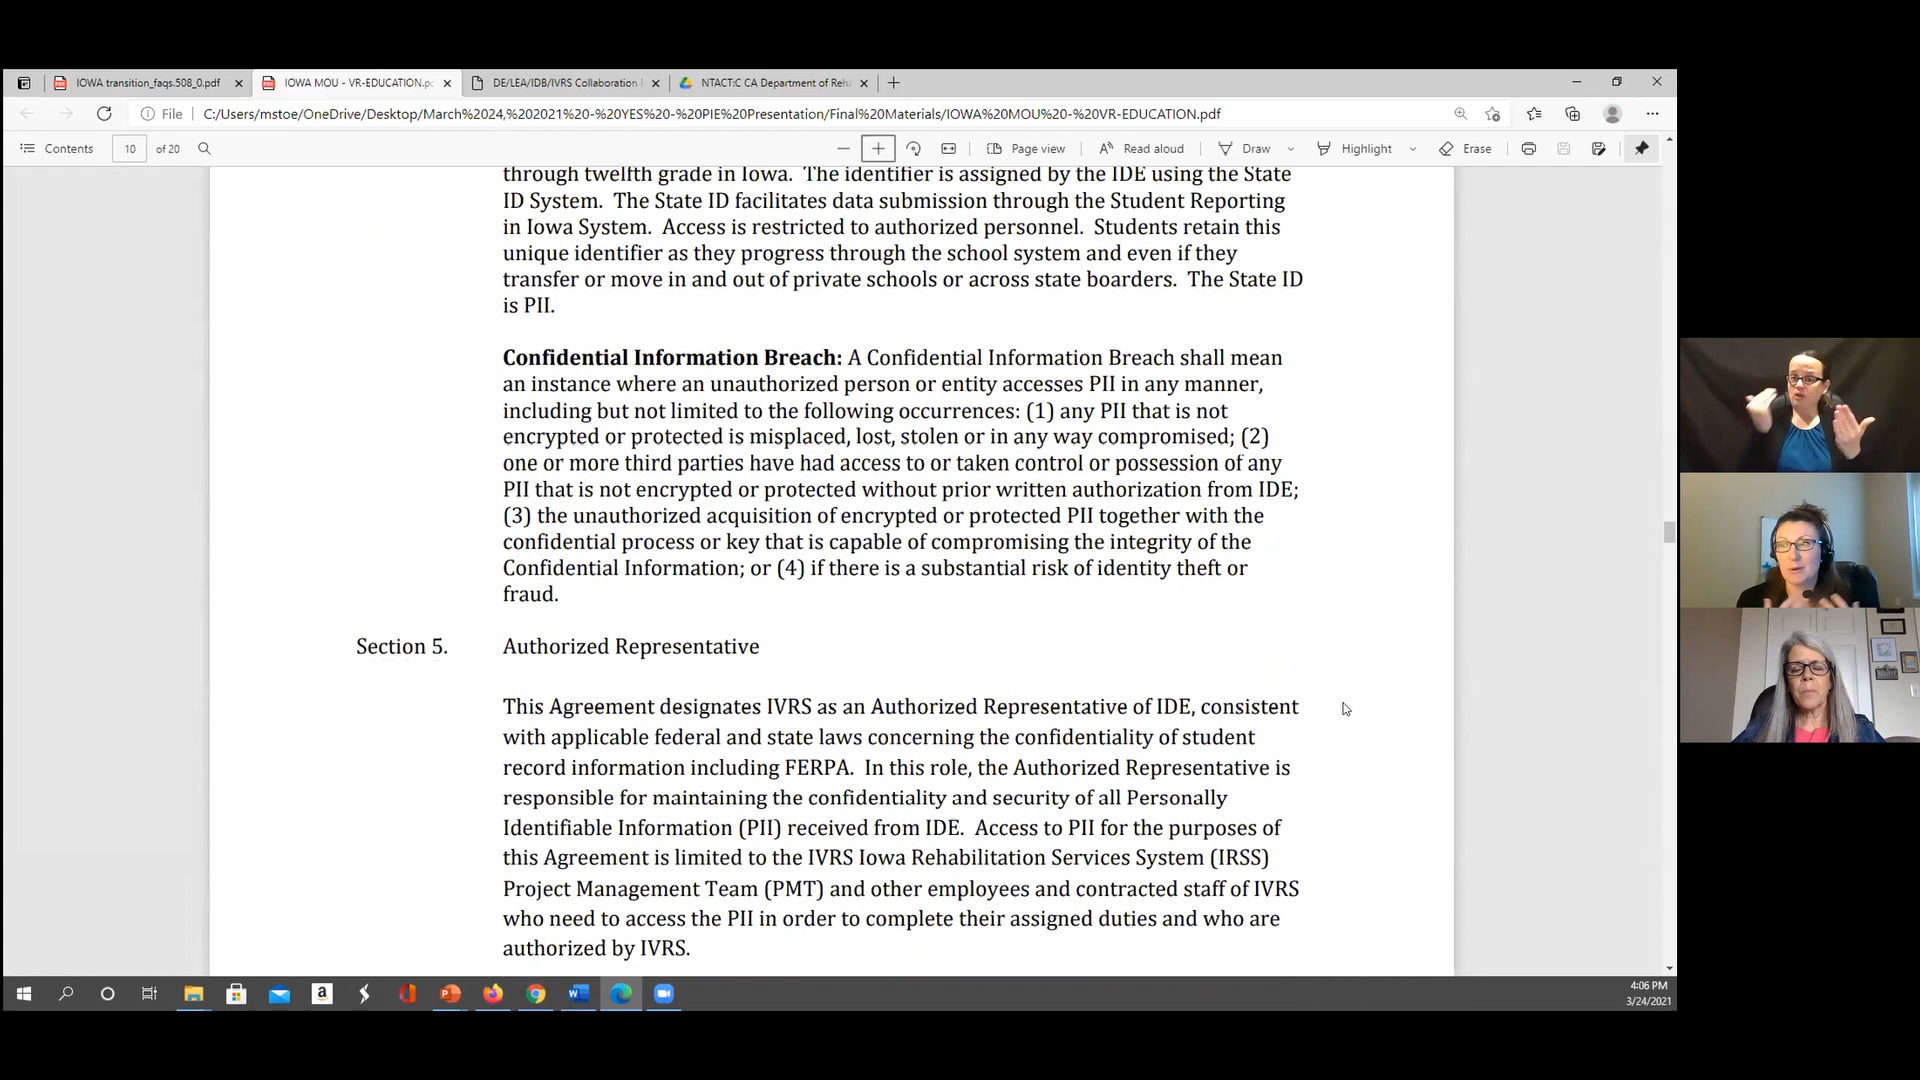 IOWA transition_faqs.508_0.pdf
IOWA MOU - VR-EDUCATION.p
DE/LEA/IDB/IVRS Collaboration
NTACT:C CA Department of Reh
File
C:/Users/mstoe/OneDrive/Desktop/March%2024,%202021%20-%20YES%20-%20PIE%20Presentation/Final%20Materials/IOWA%20MOU%20-%20VR-EDUCATION.pdf
Contents
10
of 20
Page view
Read aloud
Draw
Highlight
Erase
through twelfth grade in Iowa.  The identifier is assigned by the IDE using the State
ID System.  The State ID facilitates data submission through the Student Reporting
in Iowa System.  Access is restricted to authorized personnel.  Students retain this
unique identifier as they progress through the school system and even if they
transfer or move in and out of private schools or across state boarders.  The State ID
is PII.
Confidential Information Breach: A Confidential Information Breach shall mean
an instance where an unauthorized person or entity accesses PII in any manner,
including but not limited to the following occurrences: (1) any PII that is not
encrypted or protected is misplaced, lost, stolen or in any way compromised; (2)
one or more third parties have had access to or taken control or possession of any
PII that is not encrypted or protected without prior written authorization from IDE;
(3) the unauthorized acquisition of encrypted or protected PII together with the
confidential process or key that is capable of compromising the integrity of the
Confidential Information; or (4) if there is a substantial risk of identity theft or
fraud.
Section 5.
Authorized Representative
This Agreement designates IVRS as an Authorized Representative of IDE, consistent
with applicable federal and state laws concerning the confidentiality of student
record information including FERPA.  In this role, the Authorized Representative is
responsible for maintaining the confidentiality and security of all Personally
Identifiable Information (PII) received from IDE.  Access to PII for the purposes of
this Agreement is limited to the IVRS Iowa Rehabilitation Services System (IRSS)
Project Management Team (PMT) and other employees and contracted staff of IVRS
who need to access the PII in order to complete their assigned duties and who are
authorized by IVRS.
4:06 PM
3/24/2021